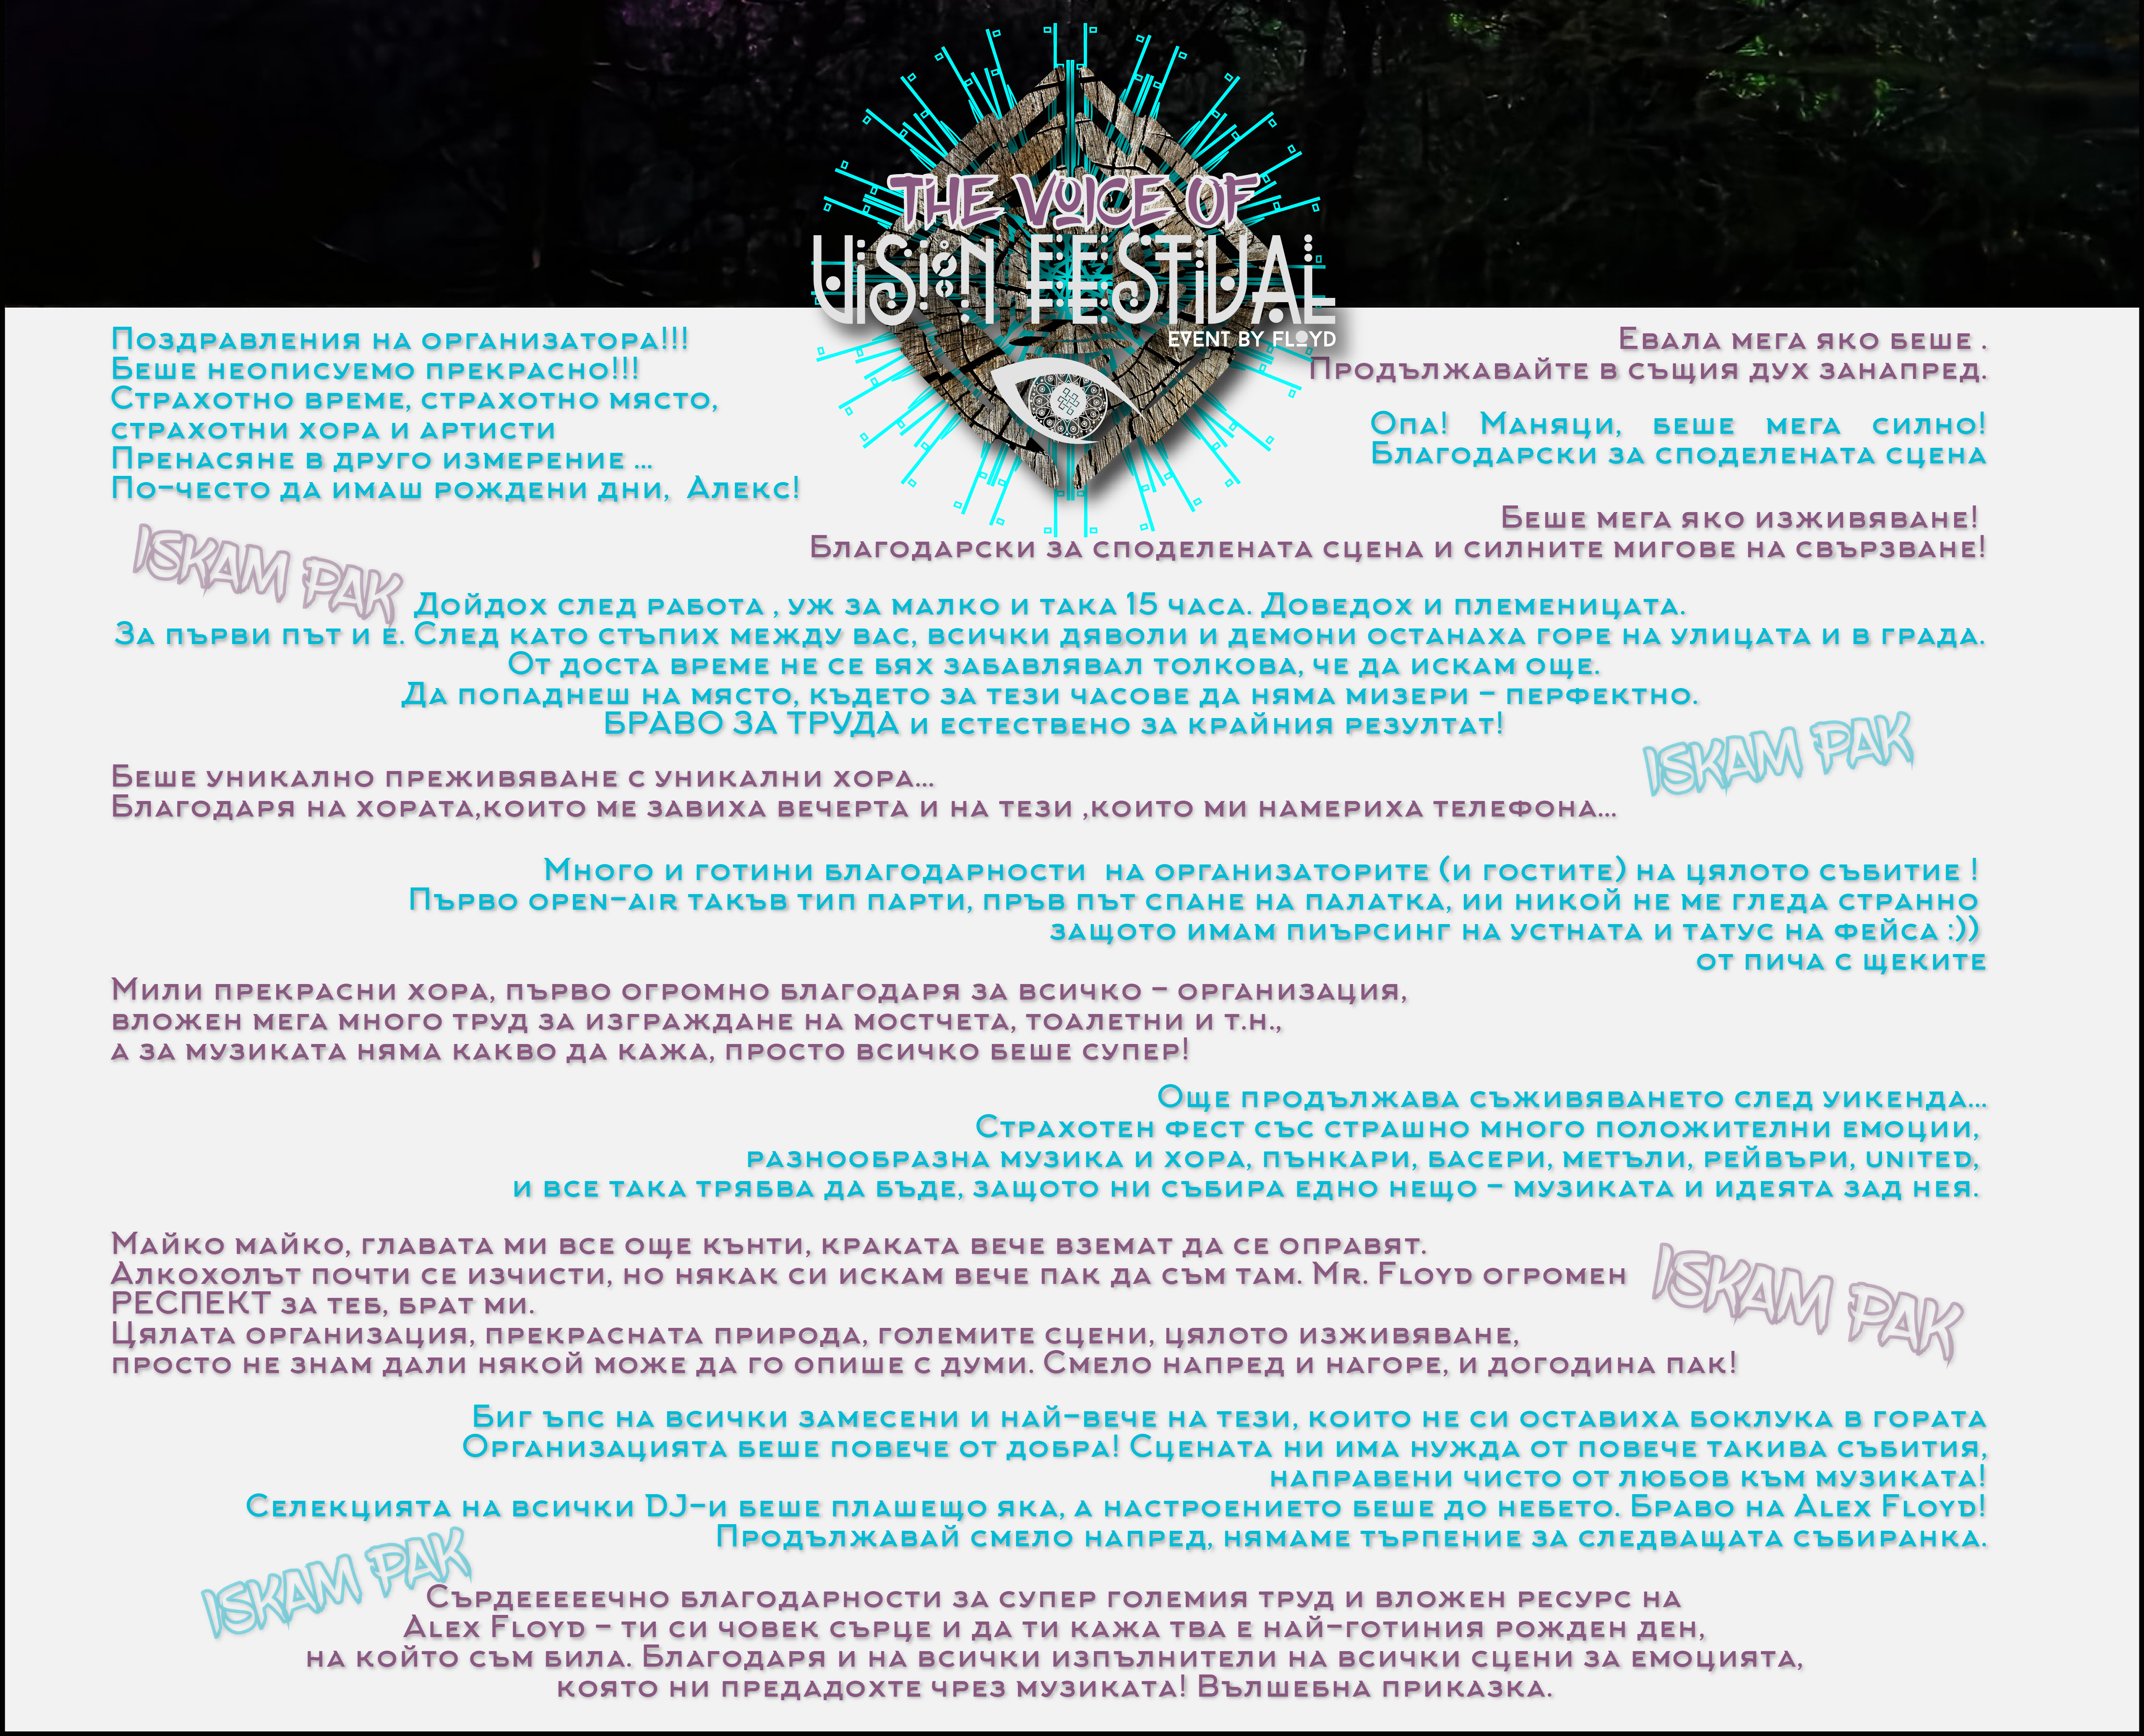 THE VOICE OF
VISION FESTIVAL
EVENT BY FLOYD
Поздравления на организатора!!!
Беше неописуемо прекрасно!!!
Страхотно време, страхотно място,
страхотни хора и артисти
Пренасяне в друго измерение ...
По-често да имаш рождени дни, Алекс!
Евала мега яко беше .
Продължавайте в същия дух занапред.
Опа! Маняци, беше мега силно!
Благодарски за споделената сцена
Беше мега яко изживяване!
Благодарски за споделената сцена и силните мигове на свързване!
ISKAM PAK
Дойдох след работа , уж за малко и така 15 часа. Доведох и племеницата.
За първи път и е. След като стъпих между вас, всички дяволи и демони останаха горе на улицата и в града.
От доста време не се бях забавлявал толкова, че да искам още.
Да попаднеш на място, където за тези часове да няма мизери - перфектно.
БРАВО ЗА ТРУДА и естествено за крайния резултат!
ISKAM PAK
Беше уникално преживяване с уникални хора...
Благодаря на хората,които ме завиха вечерта и на тези ,които ми намериха телефона...
Много и готини благодарности на организаторите (и гостите) на цялото събитие !
Първо open-air такъв тип парти, пръв път спане на палатка, ии никой не ме гледа странно
защото имам пиърсинг на устната и татус на фейса :))
от пича с щеките
Мили прекрасни хора, първо огромно благодаря за всичко - организация,
вложен мега много труд за изграждане на мостчета, тоалетни и т.н.,
а за музиката няма какво да кажа, просто всичко беше супер!
Още продължава съживяването след уикенда...
Страхотен фест със страшно много положителни емоции,
разнообразна музика и хора, пънкари, басери, метъли, рейвъри, united,
и все така трябва да бъде, защото ни събира едно нещо - музиката и идеята зад нея.
Майко майко, главата ми все още кънти, краката вече вземат да се оправят.
Алкохолът почти се изчисти, но някак си искам вече пак да съм там. Mr. Floyd огромен
РЕСПЕКТ за теб, брат ми.
Цялата организация, прекрасната природа, големите сцени, цялото изживяване,
просто не знам дали някой може да го опише с думи. Смело напред и нагоре, и догодина пак!
ISKAM PAK
Биг ъпс на всички замесени и най-вече на тези, които не си оставиха боклука в гората
Организацията беше повече от добра! Сцената ни има нужда от повече такива събития,
направени чисто от любов към музиката!
Селекцията на всички DJ-и беше плашещо яка, а настроението беше до небето. Браво на Alex Floyd!
Продължавай смело напред, нямаме търпение за следващата събиранка.
ISKAM PAK
Сърдееееечно благодарности за супер големия труд и вложен ресурс на
Alex Floyd - ти си човек сърце и да ти кажа тва е най-готиния рожден ден,
на който съм била. Благодаря и на всички изпълнители на всички сцени за емоцията,
която ни предадохте чрез музиката! Вълшебна приказка.